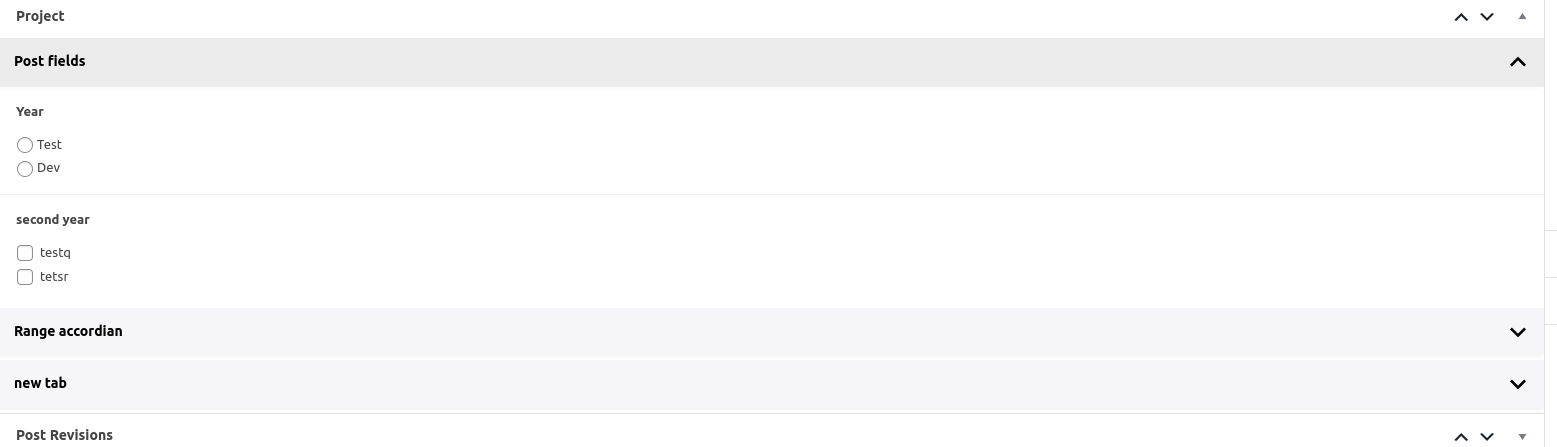 Project
Post fields
Year
Test
Dev
second year
testq
tetsr
Range accordian
new tab
Post Revisions